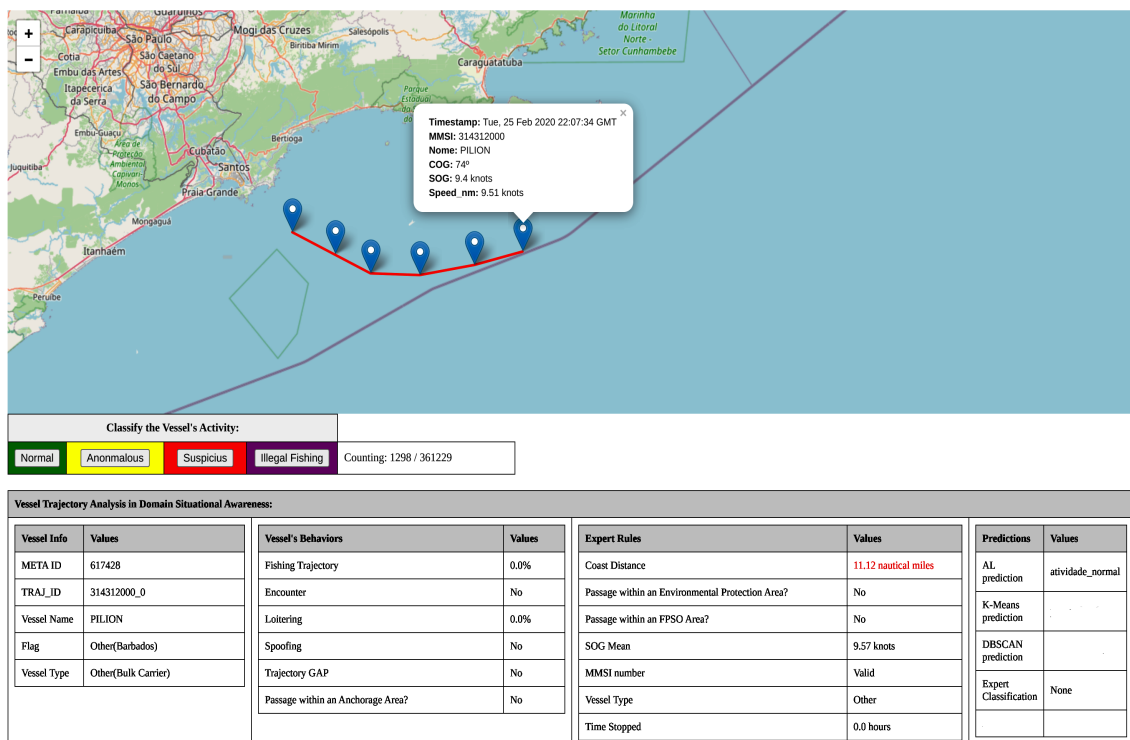 Parnaíba
Guarulhos
Carapicuíba
São Paulo
Mogi das Cruzes
Salesópolis
Biritiba Mirim
Marinha
do Litoral
Norte -
Setor Cunhambebe
+
−
Cotia
São Caetano
do Sul
Embu das Artes
Itapecerica
da Serra
São Bernardo
do Campo
Caraguatatuba
Parque
Estadual
Embu-Guaçu
Área de
Proteção
Ambiental
Capivari-
Monos
Juquitiba
Cubatão
Bertioga
Santos
Praia Grande
Mongaguá
Itanhaém
Peruíbe
×
Timestamp: Tue, 25 Feb 2020 22:07:34 GMT
MMSI: 314312000
Nome: PILION
COG: 74º
SOG: 9.4 knots
Speed_nm: 9.51 knots
Classify the Vessel's Activity:
Normal Anonmalous Suspicius Illegal Fishing Counting: 1298 / 361229
Vessel Trajectory Analysis in Domain Situational Awareness:
Vessel Info Values
META ID 617428
TRAJ_ID 314312000_0
Vessel Name PILION
Flag Other(Barbados)
Vessel Type Other(Bulk Carrier)
Vessel's Behaviors Values
Fishing Trajectory 0.0%
Encounter No
Loitering 0.0%
Spoofing No
Trajectory GAP No
Passage within an Anchorage Area? No
Expert Rules Values
Coast Distance 11.12 nautical miles
Passage within an Environmental Protection Area? No
Passage within an FPSO Area? No
SOG Mean 9.57 knots
MMSI number Valid
Vessel Type Other
Time Stopped 0.0 hours
Predictions Values
AL
prediction atividade_normal
K-Means
prediction
DBSCAN
prediction
Expert
Classification None